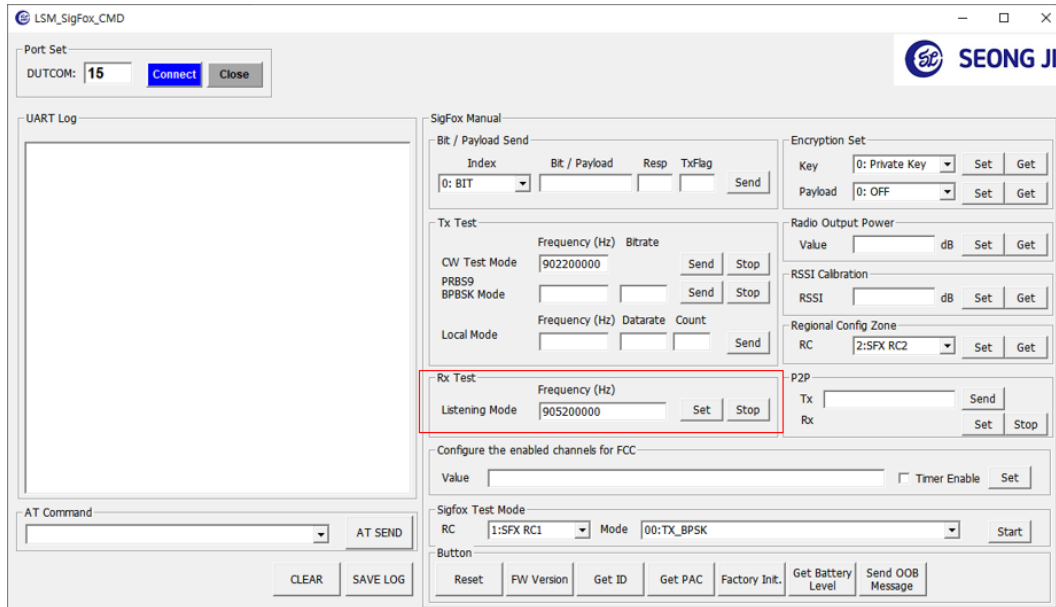 LSM_SigFox_CMD
Port Set
DUTCOM: 15 Connect Close
SEONG JI
UART Log
AT Command
AT SEND
CLEAR SAVE LOG
SigFox Manual
Bit / Payload Send
Index Bit / Payload Resp TxFlag
0: BIT Send
Tx Test
Frequency (Hz) Bitrate
CW Test Mode 902200000 Send Stop
PRBS9
BPBSK Mode Send Stop
Frequency (Hz) Datarate Count
Local Mode Send
Rx Test
Frequency (Hz)
Listening Mode 905200000 Set Stop
Encryption Set
Key 0: Private Key Set Get
Payload 0: OFF Set Get
Radio Output Power
Value dB Set Get
RSSI Calibration
RSSI dB Set Get
Regional Config Zone
RC 2:SFX RC2 Set Get
P2P
Tx Send
Rx Set Stop
Configure the enabled channels for FCC
Value Timer Enable Set
Sigfox Test Mode
RC 1:SFX RC1 Mode 00:TX_BPSK Start
Button
Reset FW Version Get ID Get PAC Factory Init. Get Battery Level Send OOB Message